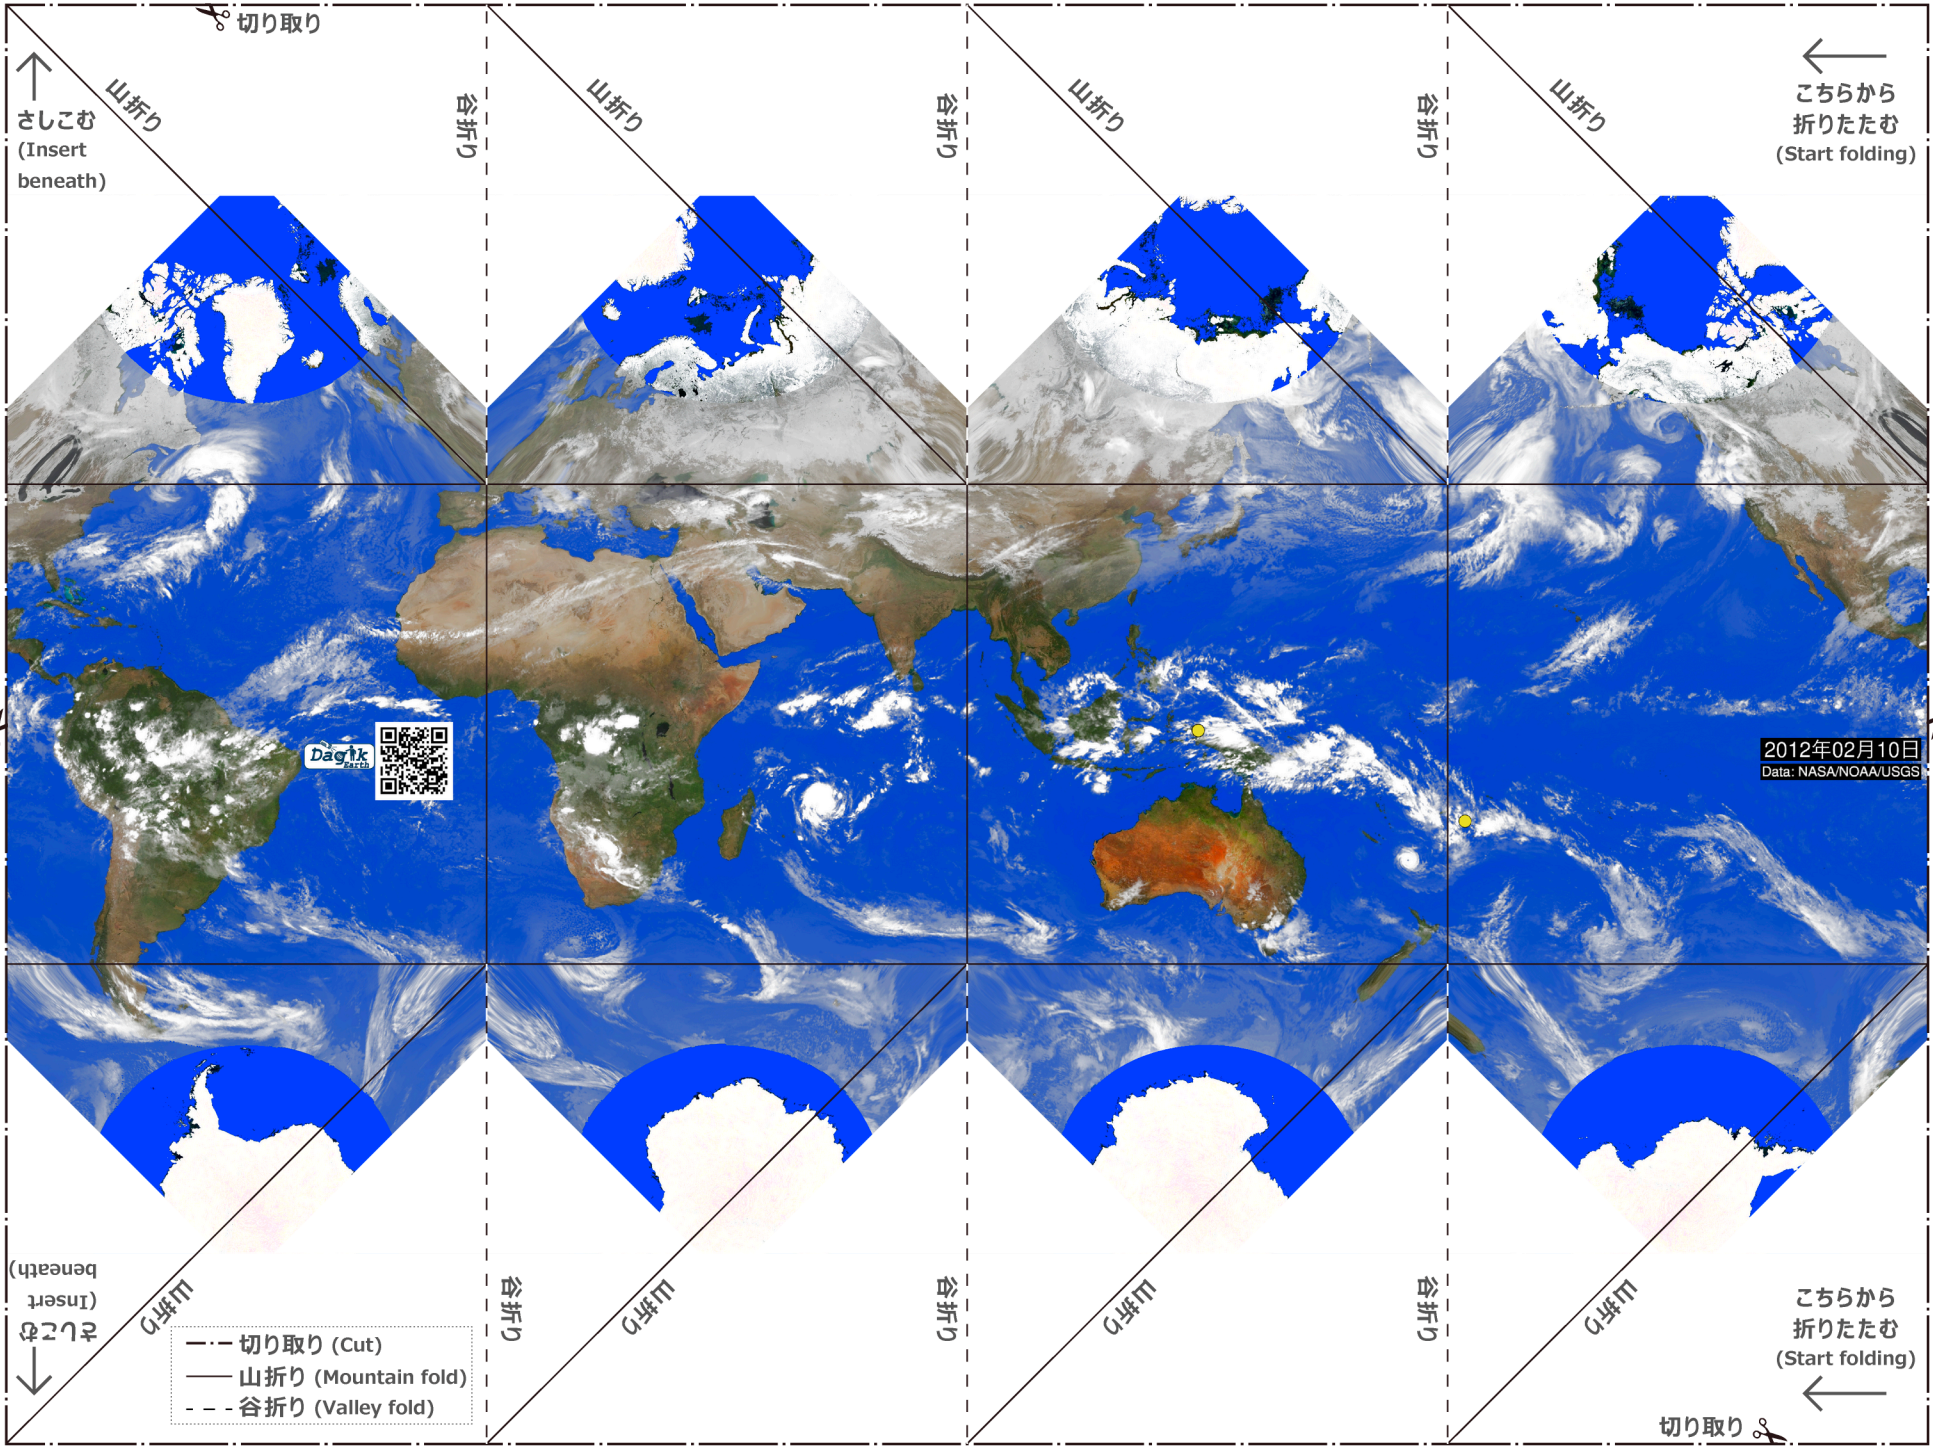 切り取り
山折り
谷折り
山折り
谷折り
山折り
谷折り
山折り
さしこむ
(Insert
beneath)
こちらから
折りたたむ
(Start folding)
Dagik
Earth
2012年02月10日
Data: NASA/NOAA/USGS
さしこむ
(Insert
beneath)
山折り
谷折り
山折り
谷折り
山折り
谷折り
山折り
切り取り (Cut)
山折り (Mountain fold)
谷折り (Valley fold)
こちらから
折りたたむ
(Start folding)
切り取り